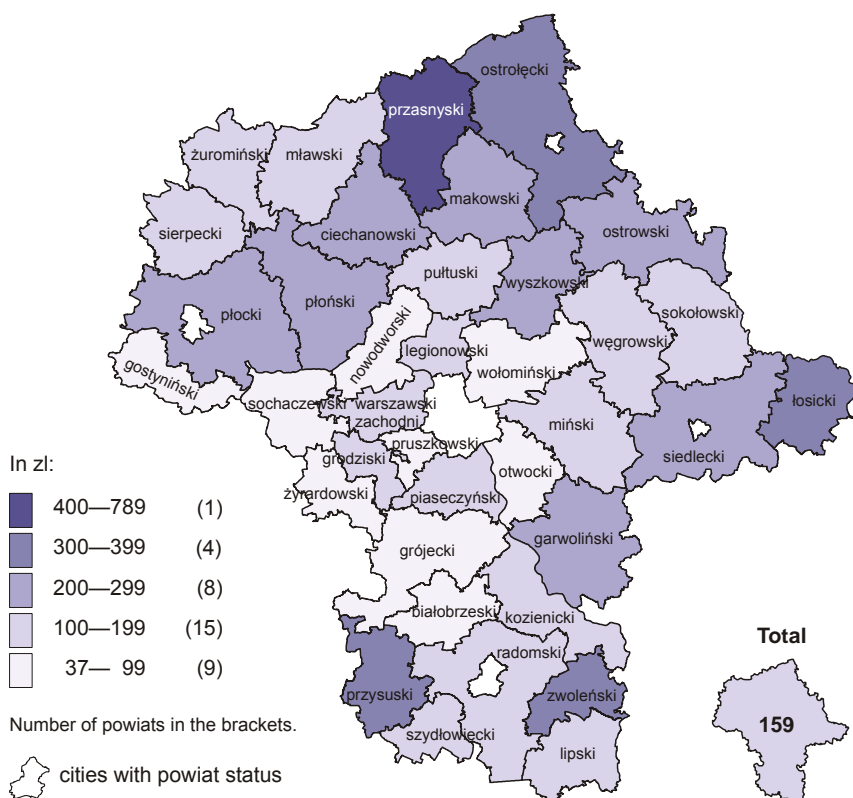 ostrołęcki
przasnyski
żuromiński
mławski
makowski
sierpecki
ciechanowski
ostrowski
pułtuski
wyszkowski
sokołowski
płocki
płoński
nowodworski
legionowski
węgrowski
gostyniński
wołomiński
sochaczewski
warszawski
zachodni
łosicki
miński
pruszkowski
siedlecki
grodziski
otwocki
żyrardowski
piaseczyński
garwoliński
grójecki
białobrzeski
kozienicki
radomski
przysuski
zwoleński
szydłowiecki
lipski
In zl:
400—789 (1)
300—399 (4)
200—299 (8)
100—199 (15)
37— 99 (9)
Number of powiats in the brackets.
cities with powiat status
Total
159